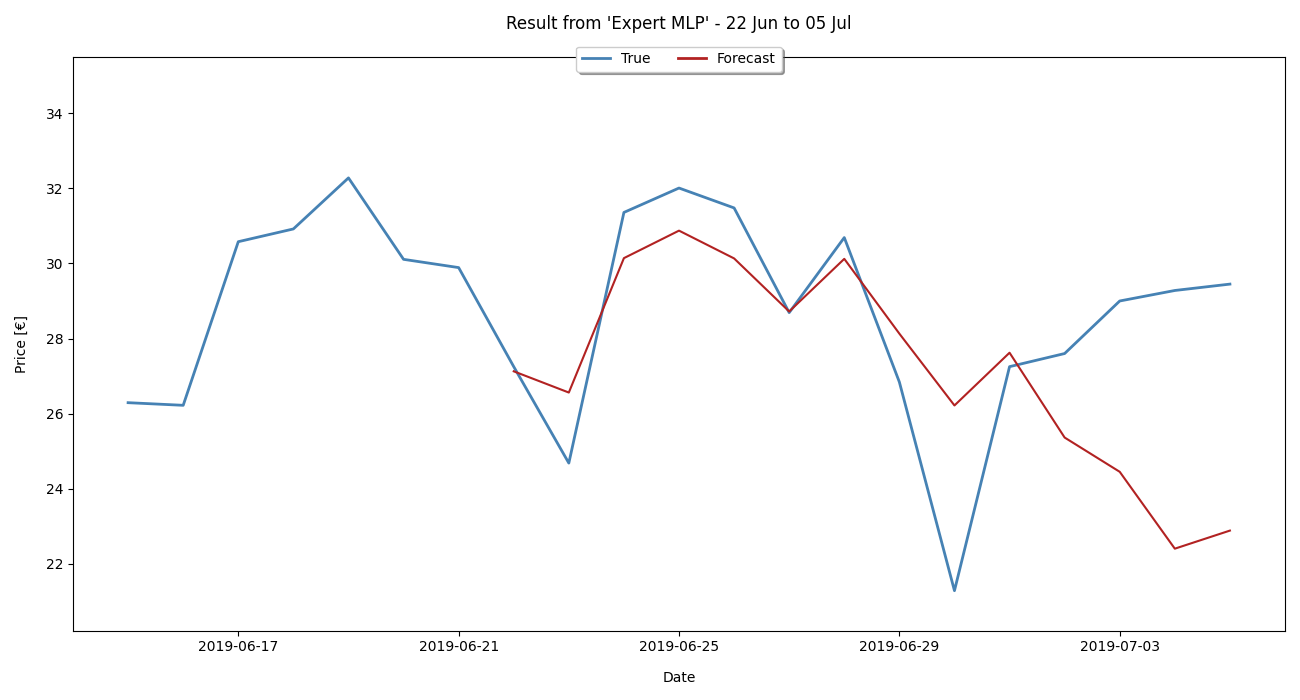 Result from 'Expert MLP' - 22 Jun to 05 Jul
True Forecast
34
32
30
28
26
24
22
Price [€]
2019-06-17 2019-06-21 2019-06-25 2019-06-29 2019-07-03
Date